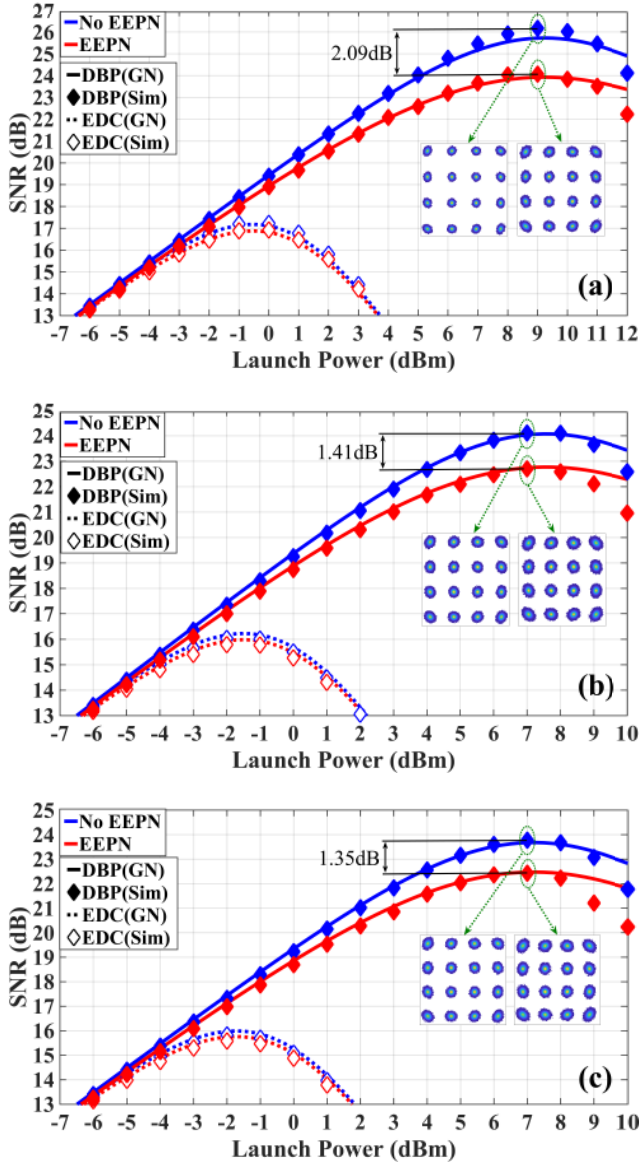 27
26
25
24
23
22
21
20
19
18
17
16
15
14
13
SNR (dB)
No EEPN
EEPN
DBP(GN)
DBP(Sim)
EDC(GN)
EDC(Sim)
2.09dB
(a)
-7 -6 -5 -4 -3 -2 -1 0 1 2 3 4 5 6 7 8 9 10 11 12
Launch Power (dBm)
25
24
23
22
21
20
19
18
17
16
15
14
13
SNR (dB)
No EEPN
EEPN
DBP(GN)
DBP(Sim)
EDC(GN)
EDC(Sim)
1.41dB
(b)
-7 -6 -5 -4 -3 -2 -1 0 1 2 3 4 5 6 7 8 9 10
Launch Power (dBm)
25
24
23
22
21
20
19
18
17
16
15
14
13
SNR (dB)
No EEPN
EEPN
DBP(GN)
DBP(Sim)
EDC(GN)
EDC(Sim)
1.35dB
(c)
-7 -6 -5 -4 -3 -2 -1 0 1 2 3 4 5 6 7 8 9 10
Launch Power (dBm)